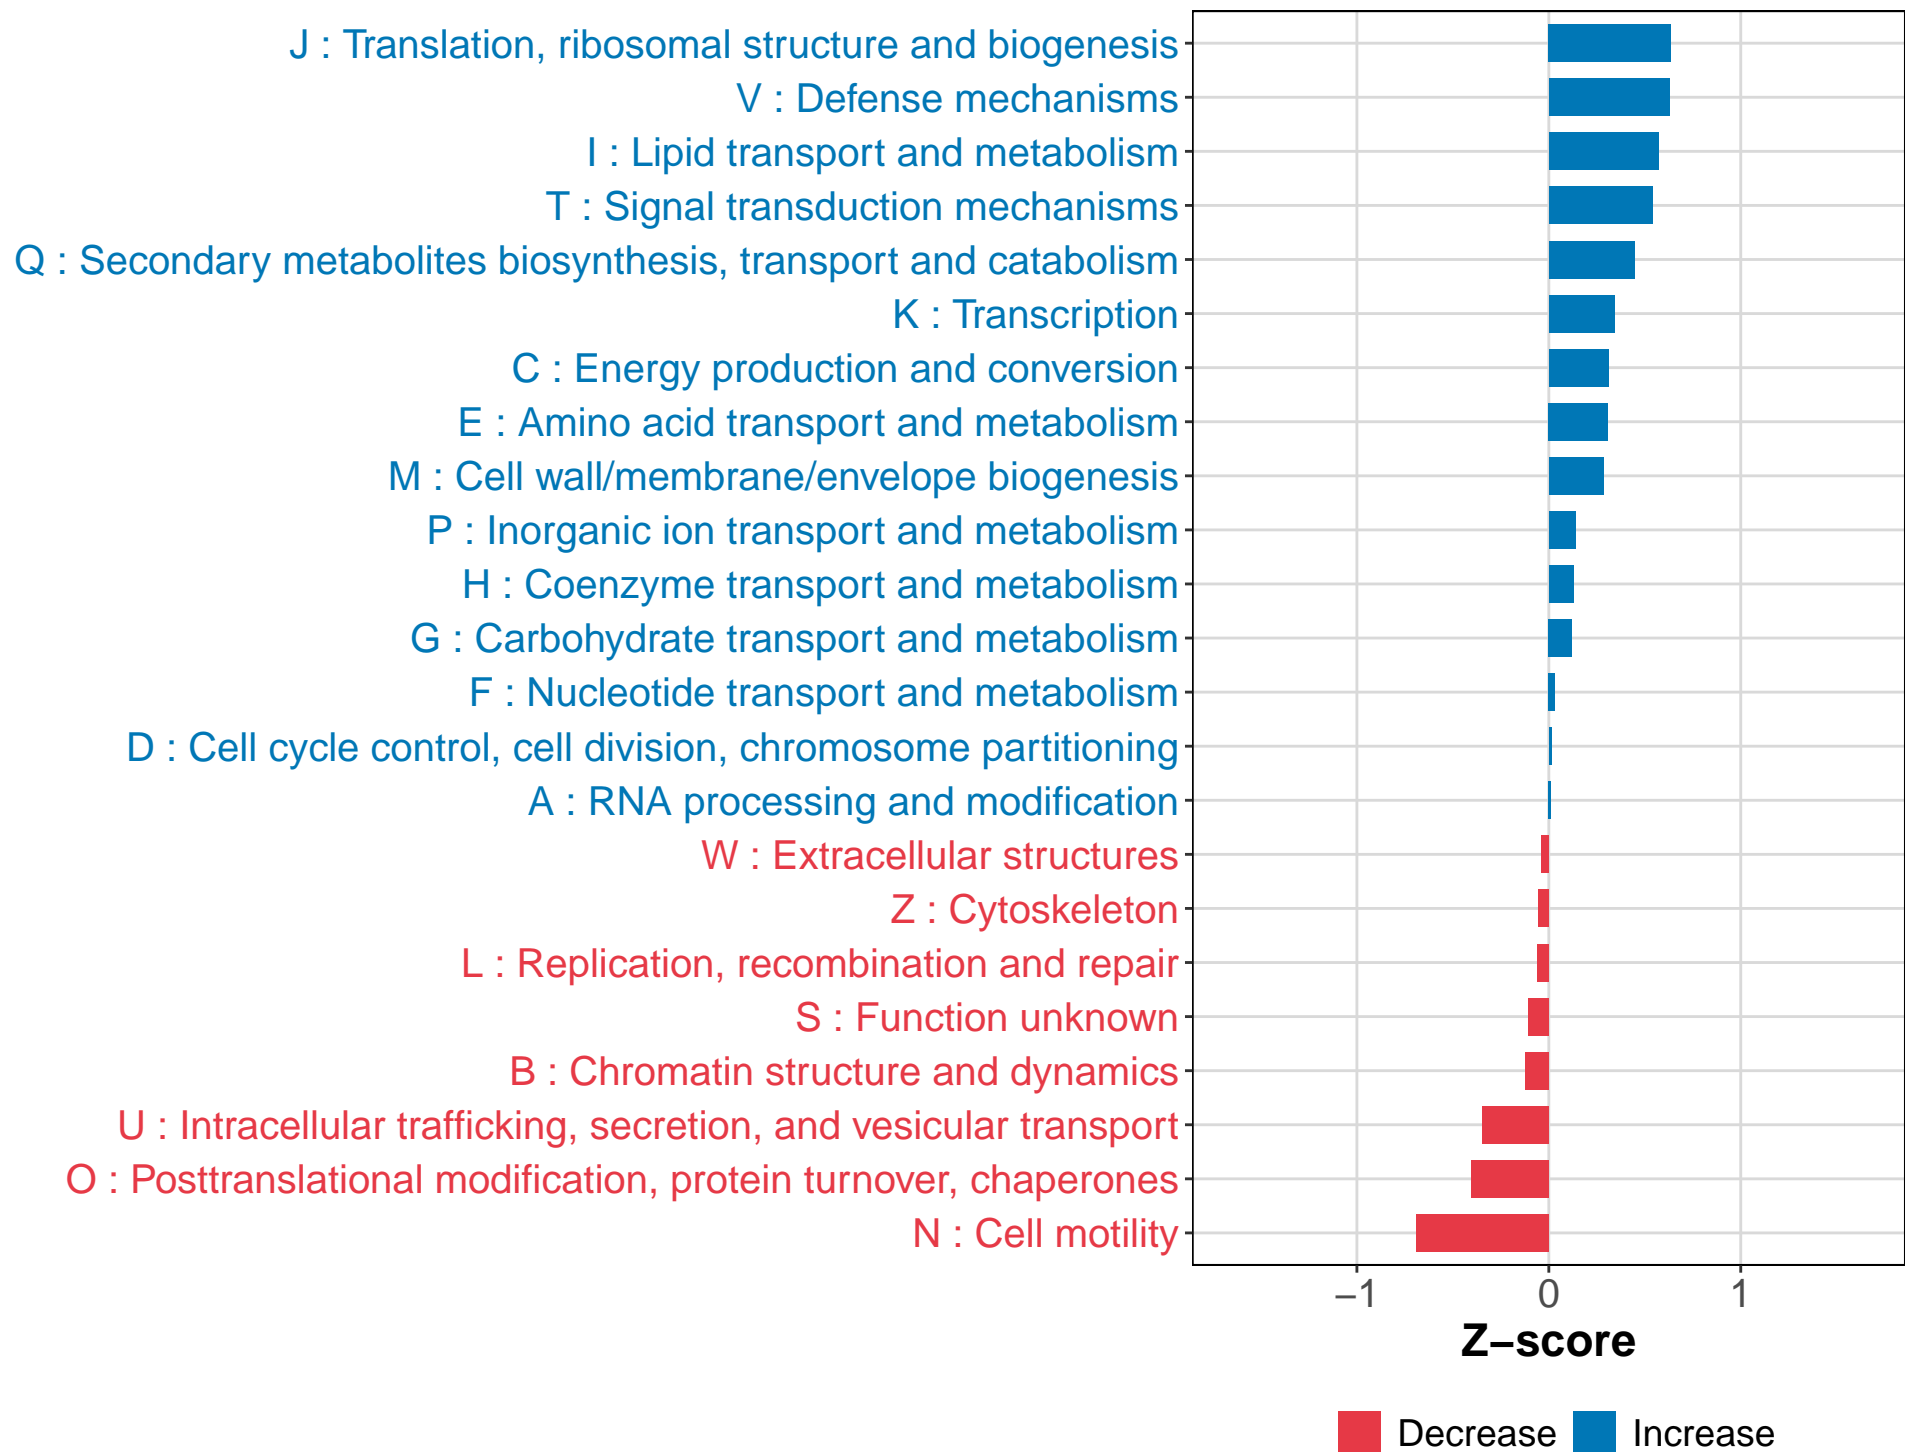 J : Translation, ribosomal structure and biogenesis
V : Defense mechanisms
I : Lipid transport and metabolism
T : Signal transduction mechanisms
Q : Secondary metabolites biosynthesis, transport and catabolism
K : Transcription
C : Energy production and conversion
E : Amino acid transport and metabolism
M : Cell wall/membrane/envelope biogenesis
P : Inorganic ion transport and metabolism
H : Coenzyme transport and metabolism
G : Carbohydrate transport and metabolism
F : Nucleotide transport and metabolism
D : Cell cycle control, cell division, chromosome partitioning
A : RNA processing and modification
W : Extracellular structures
Z : Cytoskeleton
L : Replication, recombination and repair
S : Function unknown
B : Chromatin structure and dynamics
U : Intracellular trafficking, secretion, and vesicular transport
O : Posttranslational modification, protein turnover, chaperones
N : Cell motility
−1 0 1
Z−score
Decrease Increase